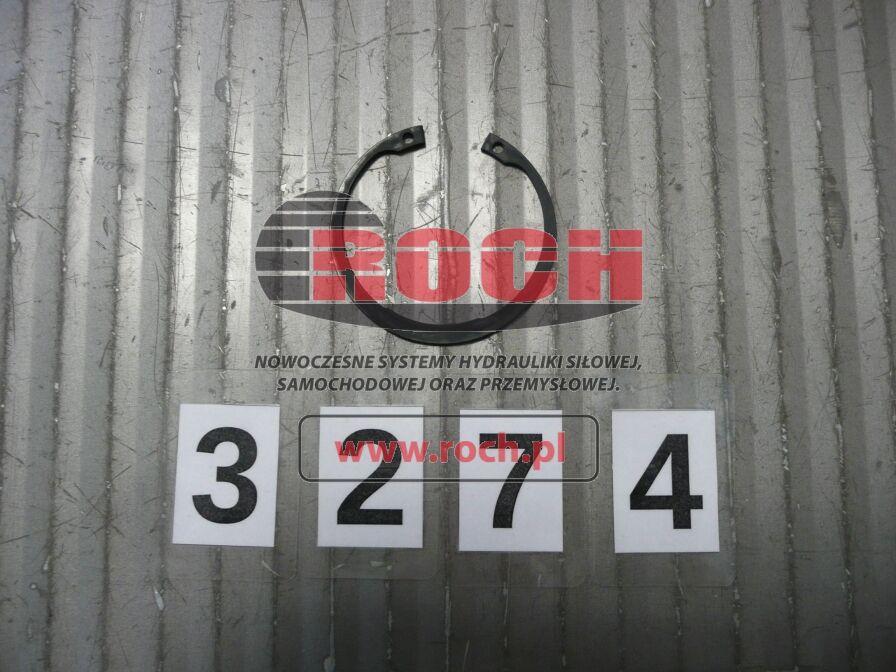 ROCH
NOWOCZESNE SYSTEMY HYDRAULIKI SIŁOWEJ,
SAMOCHODOWEJ ORAZ PRZEMYSŁOWEJ.
www.roch.pl
3 2 7 4